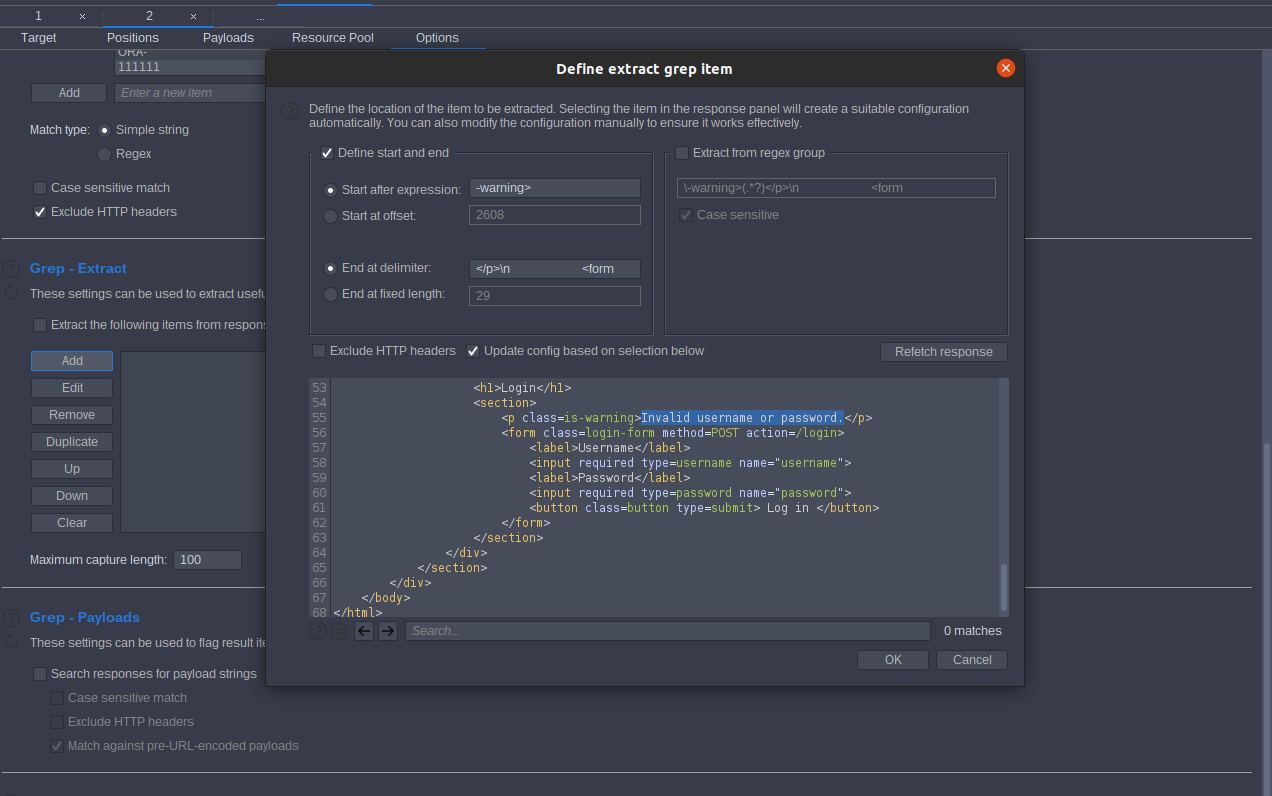 1 × 2 × ...
Target Positions Payloads Resource Pool Options
ORA-
111111
Add Enter a new item
Match type: Simple string
Regex
Case sensitive match
Exclude HTTP headers
Grep - Extract
These settings can be used to extract usefu
Extract the following items from respon
Add
Edit
Remove
Duplicate
Up
Down
Clear
Maximum capture length: 100
Grep - Payloads
These settings can be used to flag result ite
Search responses for payload strings
Case sensitive match
Exclude HTTP headers
Match against pre-URL-encoded payloads
Define extract grep item
Define the location of the item to be extracted. Selecting the item in the response panel will create a suitable configuration
automatically. You can also modify the configuration manually to ensure it works effectively.
Define start and end
Start after expression: -warning>
Start at offset: 2608
End at delimiter: </p>\n                    <form
End at fixed length: 29
Extract from regex group
\-warning>(.*?)</p>\n                    <form
Case sensitive
Exclude HTTP headers Update config based on selection below Refetch response
53                     <h1>Login</h1>
54                     <section>
55                         <p class=is-warning>Invalid username or password.</p>
56                         <form class=login-form method=POST action=/login>
57                             <label>Username</label>
58                             <input required type=username name="username">
59                             <label>Password</label>
60                             <input required type=password name="password">
61                             <button class=button type=submit> Log in </button>
62                         </form>
63                     </section>
64                 </div>
65             </section>
66         </div>
67     </body>
68 </html>
Search... 0 matches
OK Cancel